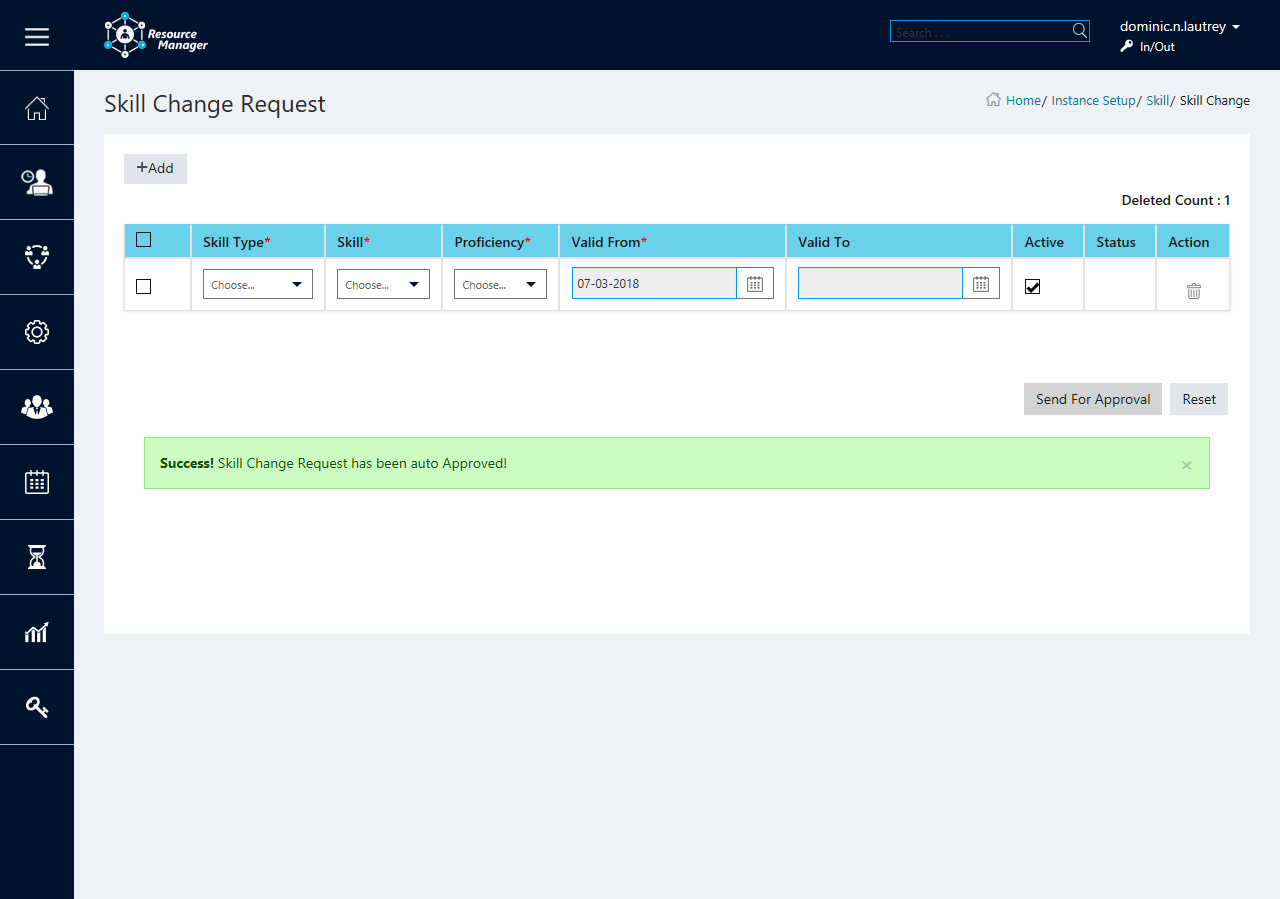 Resource
Manager
Search . . .
dominic.n.lautrey
In/Out
Skill Change Request
Home/ Instance Setup/ Skill/ Skill Change
+Add
Deleted Count : 1
Skill Type* Skill* Proficiency* Valid From* Valid To Active Status Action
Choose... Choose... Choose... 07-03-2018
Send For Approval Reset
Success! Skill Change Request has been auto Approved! ×